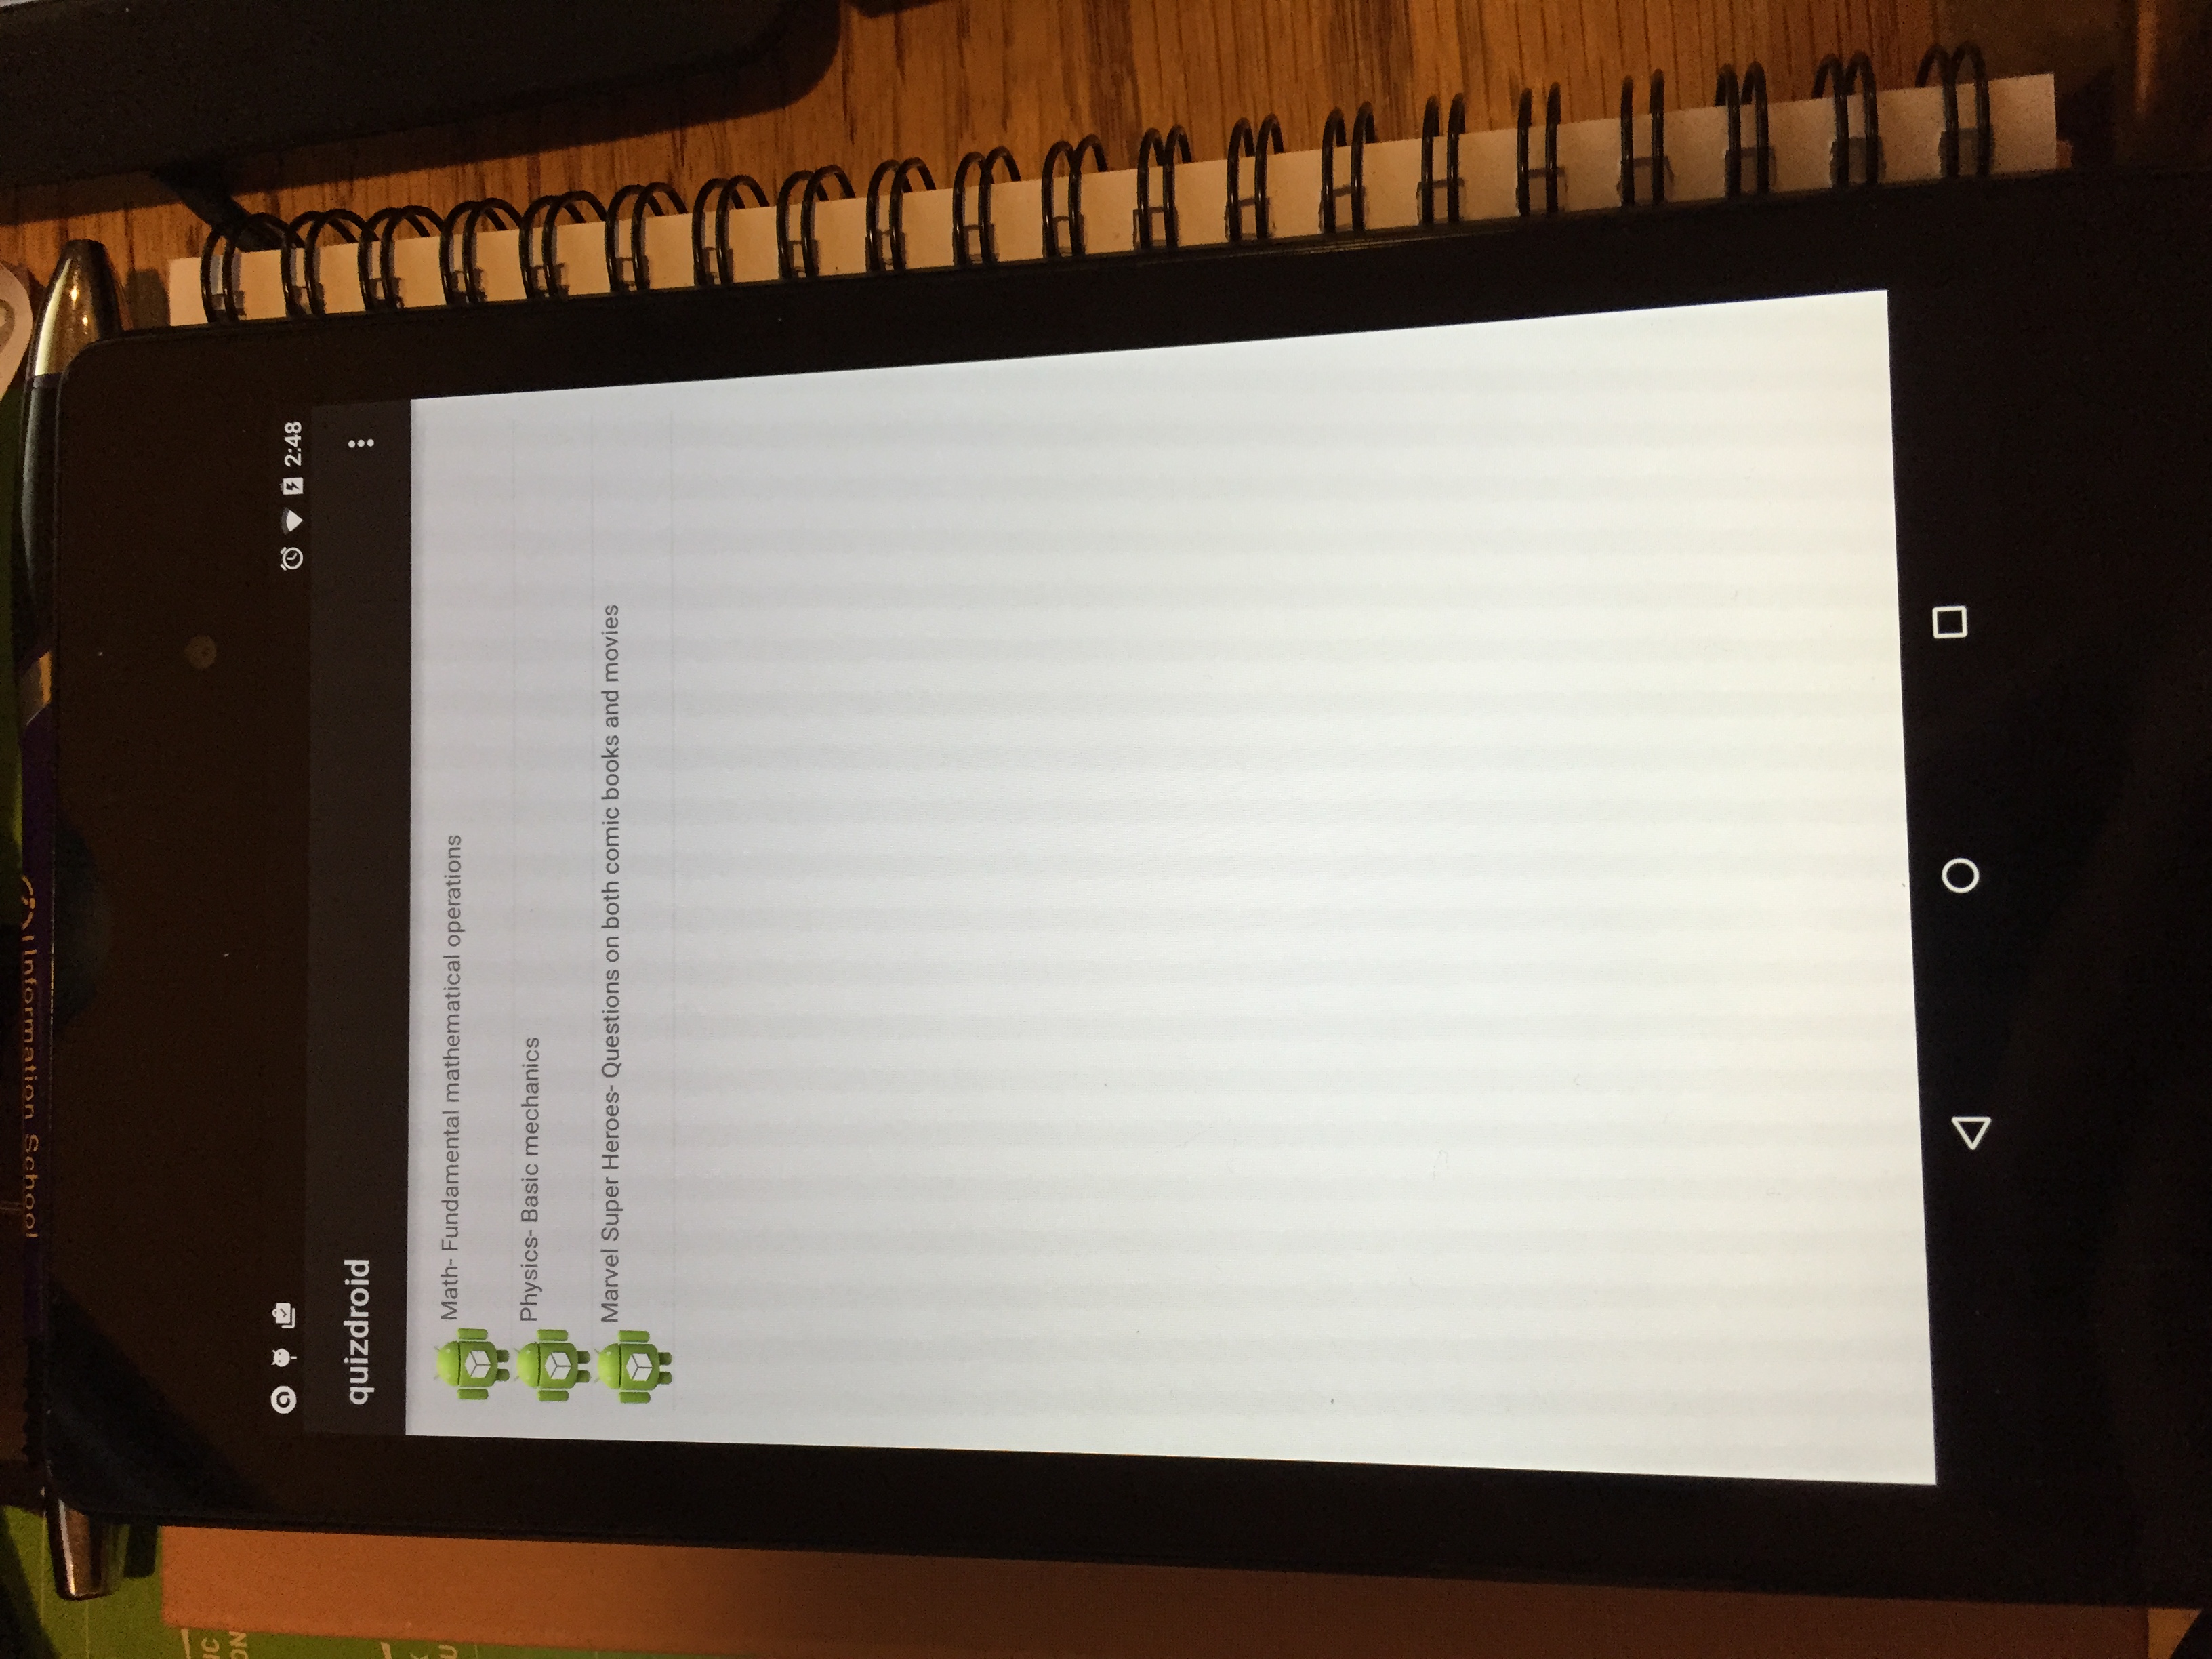 Information School
2:48
quizdroid
Math- Fundamental mathematical operations
Physics- Basic mechanics
Marvel Super Heroes- Questions on both comic books and movies